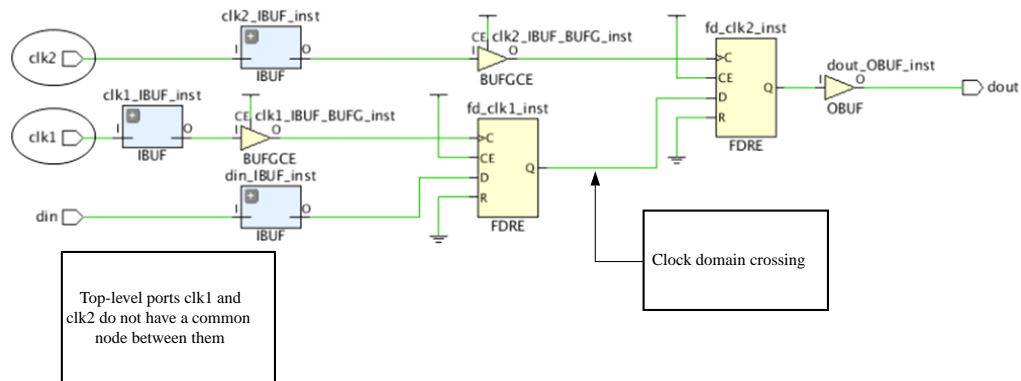 clk2_IBUF_inst
clk2
I
O
IBUF
CE
clk2_IBUF_BUFG_inst
I
O
BUFGCE
fd_clk2_inst
C
CE
D
R
Q
FDRE
dout_OBUF_inst
I
O
OBUF
dout
clk1_IBUF_inst
clk1
I
O
IBUF
CE
clk1_IBUF_BUFG_inst
I
O
BUFGCE
fd_clk1_inst
C
CE
D
R
Q
FDRE
din_IBUF_inst
din
I
O
IBUF
Clock domain crossing
Top-level ports clk1 and
clk2 do not have a common
node between them